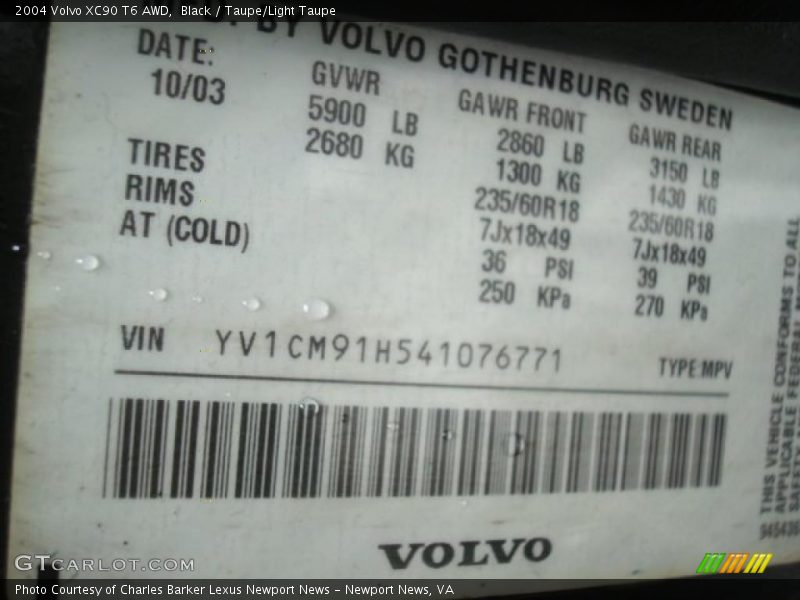 2004 Volvo XC90 T6 AWD,  Black / Taupe/Light Taupe
BY VOLVO GOTHENBURG SWEDEN
DATE: GVWR GAWR FRONT GAWR REAR
10/03 5900 LB 2860 LB 3150 LB
2680 KG 1300 KG 1430 KG
TIRES 235/60R18 235/60R18
RIMS 7Jx18x49 7Jx18x49
AT (COLD) 36 PSI 39 PSI
250 KPa 270 KPa
VIN YV1CM91H541076771 TYPE:MPV
THIS VEHICLE CONFORMS TO ALL
APPLICABLE FEDERAL
SAFETY
VOLVO
GTCARLOT.COM
Photo Courtesy of Charles Barker Lexus Newport News – Newport News, VA